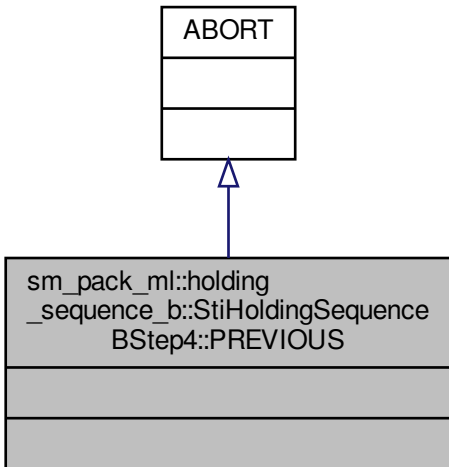 ABORT
sm_pack_ml::holding
_sequence_b::StiHoldingSequence
BStep4::PREVIOUS